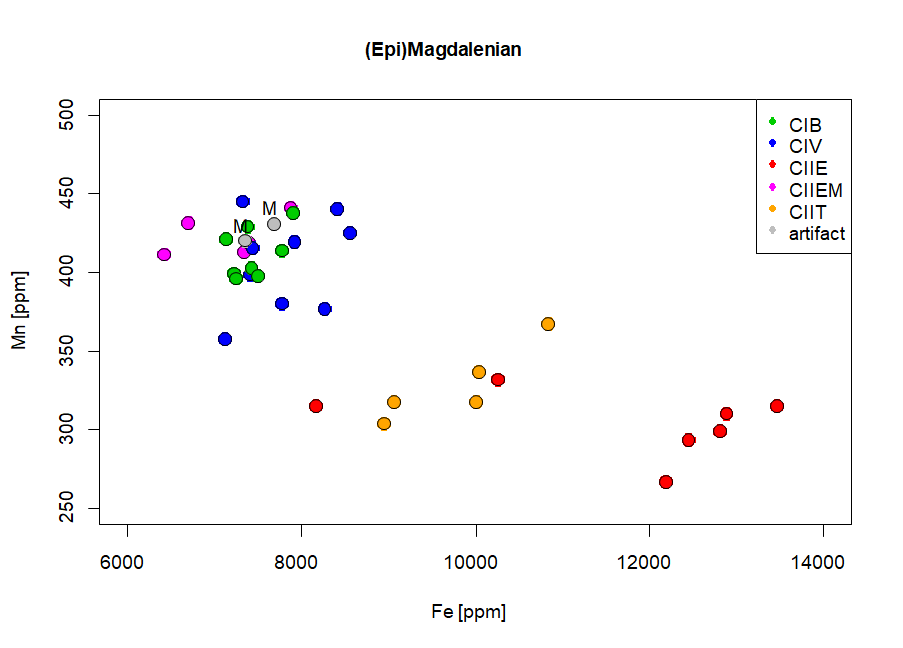 (Epi)Magdalenian
500
450
400
350
300
250
Mn [ppm]
M
M
CIB
CIV
CIIE
CIIEM
CIIT
artifact
6000 8000 10000 12000 14000
Fe [ppm]